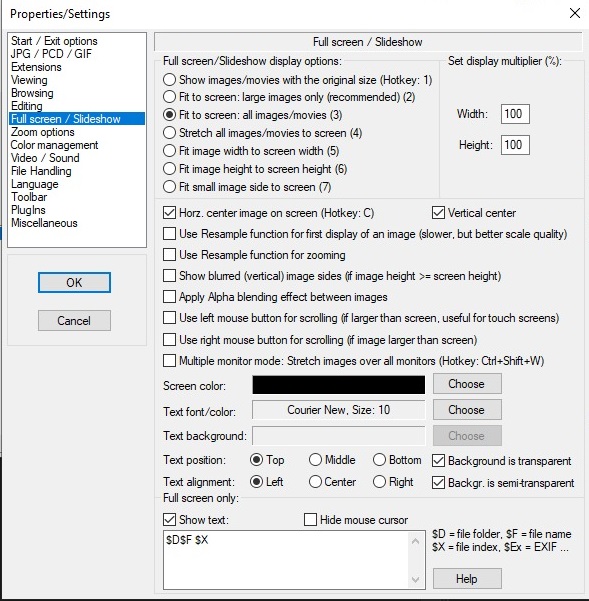 Properties/Settings
Start / Exit options
JPG / PCD / GIF
Extensions
Viewing
Browsing
Editing
Full screen / Slideshow
Zoom options
Color management
Video / Sound
File Handling
Language
Toolbar
PlugIns
Miscellaneous
OK
Cancel
Full screen / Slideshow
Full screen/Slideshow display options:
Show images/movies with the original size (Hotkey: 1)
Fit to screen: large images only (recommended) (2)
Fit to screen: all images/movies (3)
Stretch all images/movies to screen (4)
Fit image width to screen width (5)
Fit image height to screen height (6)
Fit small image side to screen (7)
Set display multiplier (%):
Width: 100
Height: 100
Horz. center image on screen (Hotkey: C) Vertical center
Use Resample function for first display of an image (slower, but better scale quality)
Use Resample function for zooming
Show blurred (vertical) image sides (if image height >= screen height)
Apply Alpha blending effect between images
Use left mouse button for scrolling (if larger than screen, useful for touch screens)
Use right mouse button for scrolling (if image larger than screen)
Multiple monitor mode: Stretch images over all monitors (Hotkey: Ctrl+Shift+W)
Screen color: Choose
Text font/color: Courier New, Size: 10 Choose
Text background: Choose
Text position: Top Middle Bottom Background is transparent
Text alignment: Left Center Right Backgr. is semi-transparent
Full screen only:
Show text: Hide mouse cursor
$D$F $X
$D = file folder, $F = file name
$X = file index, $Ex = EXIF ...
Help